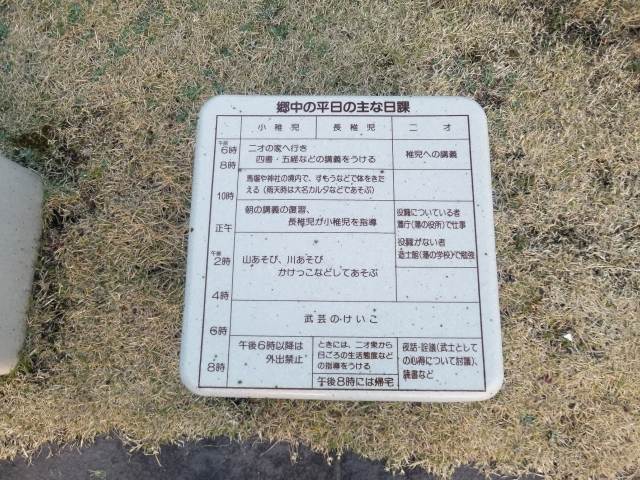 郷中の平日の主な日課
小稚児 長稚児 二才
午前
6時
8時
二才の家へ行き
四書・五経などの講義をうける
稚児への講義
馬場や神社の境内で、すもうなどで体をきた
える(雨天時は大名カルタなどであそぶ)
10時
朝の講義の復習、
長稚児が小稚児を指導
正午
役職についている者
藩庁(藩の役所)で仕事
役職がない者
造士館(藩の学校)で勉強
午後
2時
山あそび、川あそび
かけっこなどしてあそぶ
4時
武芸のけいこ
6時
午後6時以降は
外出禁止
ときには、二才衆から
日ごろの生活態度など
の指導をうける
午後8時には帰宅
夜話・詮議(武士として
の心得について討議)、
読書など
8時